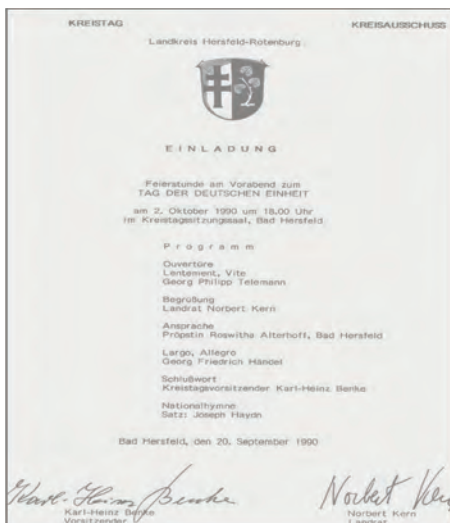 KREISTAG KREISAUSSCHUSS
Landkreis Hersfeld-Rotenburg
EINLADUNG
Feierstunde am Vorabend zum
TAG DER DEUTSCHEN EINHEIT
am 2. Oktober 1990 um 18.00 Uhr
im Kreistagssitzungssaal, Bad Hersfeld
Programm
Ouvertüre
Lentement, Vite
Georg Philipp Telemann
Begrüßung
Landrat Norbert Kern
Ansprache
Pröpstin Roswitha Alterhoff, Bad Hersfeld
Largo, Allegro
Georg Friedrich Händel
Schlußwort
Kreistagsvorsitzender Karl-Heinz Benke
Nationalhymne
Satz: Joseph Haydn
Bad Hersfeld, den 20. September 1990
Karl-Heinz Benke Norbert Kern
Karl-Heinz Benke Norbert Kern
Vorsitzender Landrat